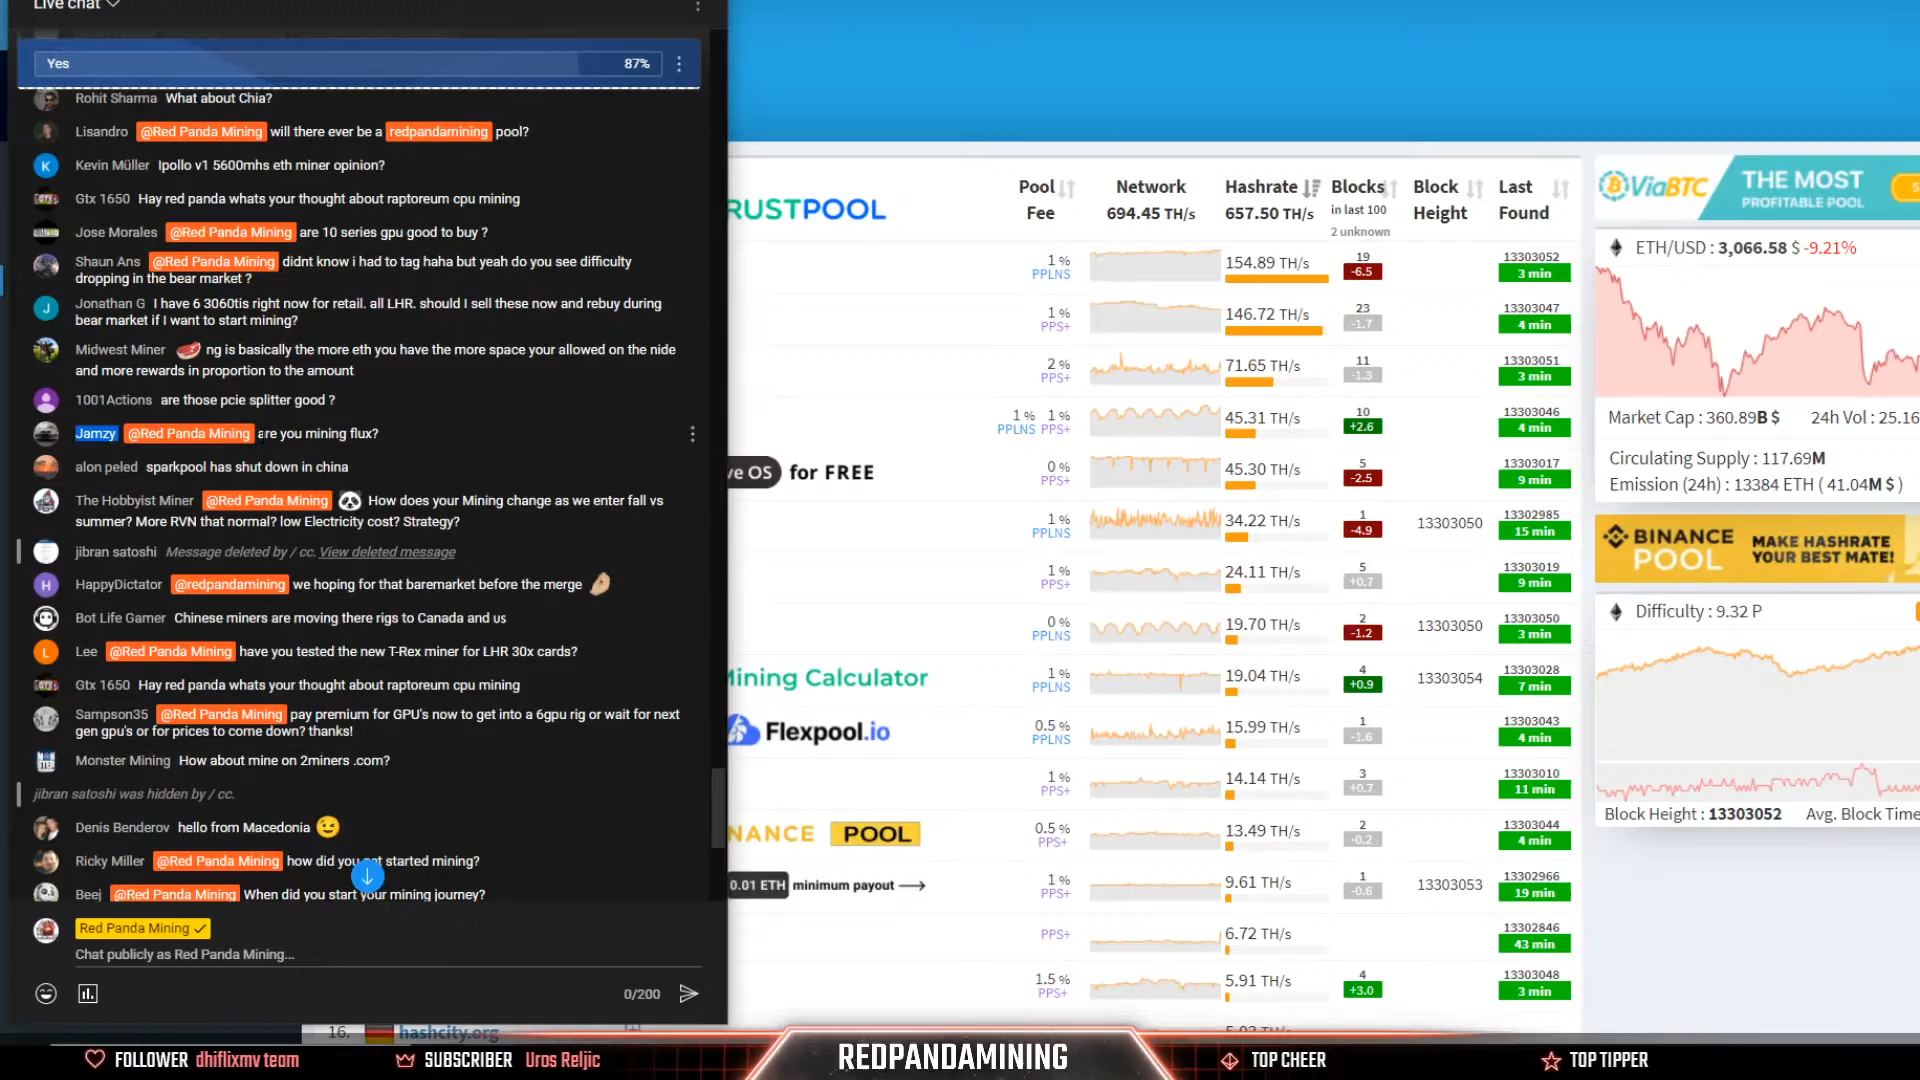 Live chat
Yes 87%
Rohit Sharma What about Chia?
Lisandro @Red Panda Mining will there ever be a redpandamining pool?
Kevin Müller Ipollo v1 5600mhs eth miner opinion?
Gtx 1650 Hay red panda whats your thought about raptoreum cpu mining
Jose Morales @Red Panda Mining are 10 series gpu good to buy ?
Shaun Ans @Red Panda Mining didnt know i had to tag haha but yeah do you see difficulty
dropping in the bear market ?
Jonathan G I have 6 3060tis right now for retail. all LHR. should I sell these now and rebuy during
bear market if I want to start mining?
Midwest Miner ng is basically the more eth you have the more space your allowed on the nide
and more rewards in proportion to the amount
1001Actions are those pcie splitter good ?
Jamzy @Red Panda Mining are you mining flux?
alon peled sparkpool has shut down in china
The Hobbyist Miner @Red Panda Mining How does your Mining change as we enter fall vs
summer? More RVN that normal? low Electricity cost? Strategy?
jibran satoshi Message deleted by / cc. View deleted message
HappyDictator @redpandamining we hoping for that baremarket before the merge
Bot Life Gamer Chinese miners are moving there rigs to Canada and us
Lee @Red Panda Mining have you tested the new T-Rex miner for LHR 30x cards?
Gtx 1650 Hay red panda whats your thought about raptoreum cpu mining
Sampson35 @Red Panda Mining pay premium for GPU's now to get into a 6gpu rig or wait for next
gen gpu's or for prices to come down? thanks!
Monster Mining How about mine on 2miners .com?
jibran satoshi was hidden by / cc.
Denis Benderov hello from Macedonia
Ricky Miller @Red Panda Mining how did you get started mining?
Beej @Red Panda Mining When did you start your mining journey?
Red Panda Mining
Chat publicly as Red Panda Mining...
0/200
RUSTPOOL
Pool Fee
Network 694.45 TH/s
Hashrate 657.50 TH/s
Blocks in last 100 2 unknown
Block Height
Last Found
1 % PPLNS 154.89 TH/s 19 -6.5 13303052 3 min
1 % PPS+ 146.72 TH/s 23 -1.7 13303047 4 min
2 % PPS+ 71.65 TH/s 11 -1.3 13303051 3 min
1 % PPLNS 1 % PPS+ 45.31 TH/s 10 +2.6 13303046 4 min
ve OS for FREE
0 % PPS+ 45.30 TH/s 5 -2.5 13303017 9 min
1 % PPLNS 34.22 TH/s 1 -4.9 13303050 13302985 15 min
1 % PPS+ 24.11 TH/s 5 +0.7 13303019 9 min
0 % PPLNS 19.70 TH/s 2 -1.2 13303050 13303050 3 min
Mining Calculator
1 % PPLNS 19.04 TH/s 4 +0.9 13303054 13303028 7 min
Flexpool.io
0.5 % PPLNS 15.99 TH/s 1 -1.6 13303043 4 min
1 % PPS+ 14.14 TH/s 3 +0.7 13303010 11 min
NANCE POOL
0.5 % PPS+ 13.49 TH/s 2 -0.2 13303044 4 min
0.01 ETH minimum payout
1 % PPS+ 9.61 TH/s 1 -0.6 13303053 13302966 19 min
PPS+ 6.72 TH/s 13302846 43 min
1.5 % PPS+ 5.91 TH/s 4 +3.0 13303048 3 min
16. hashcity.org
ViaBTC
THE MOST
PROFITABLE POOL
ETH/USD : 3,066.58 $ -9.21%
Market Cap : 360.89B $ 24h Vol : 25.16
Circulating Supply : 117.69M
Emission (24h) : 13384 ETH ( 41.04M $ )
BINANCE POOL
MAKE HASHRATE
YOUR BEST MATE!
Difficulty : 9.32 P
Block Height : 13303052 Avg. Block Time
FOLLOWER dhiflixmv team
SUBSCRIBER Uros Reljic
REDPANDAMINING
TOP CHEER
TOP TIPPER